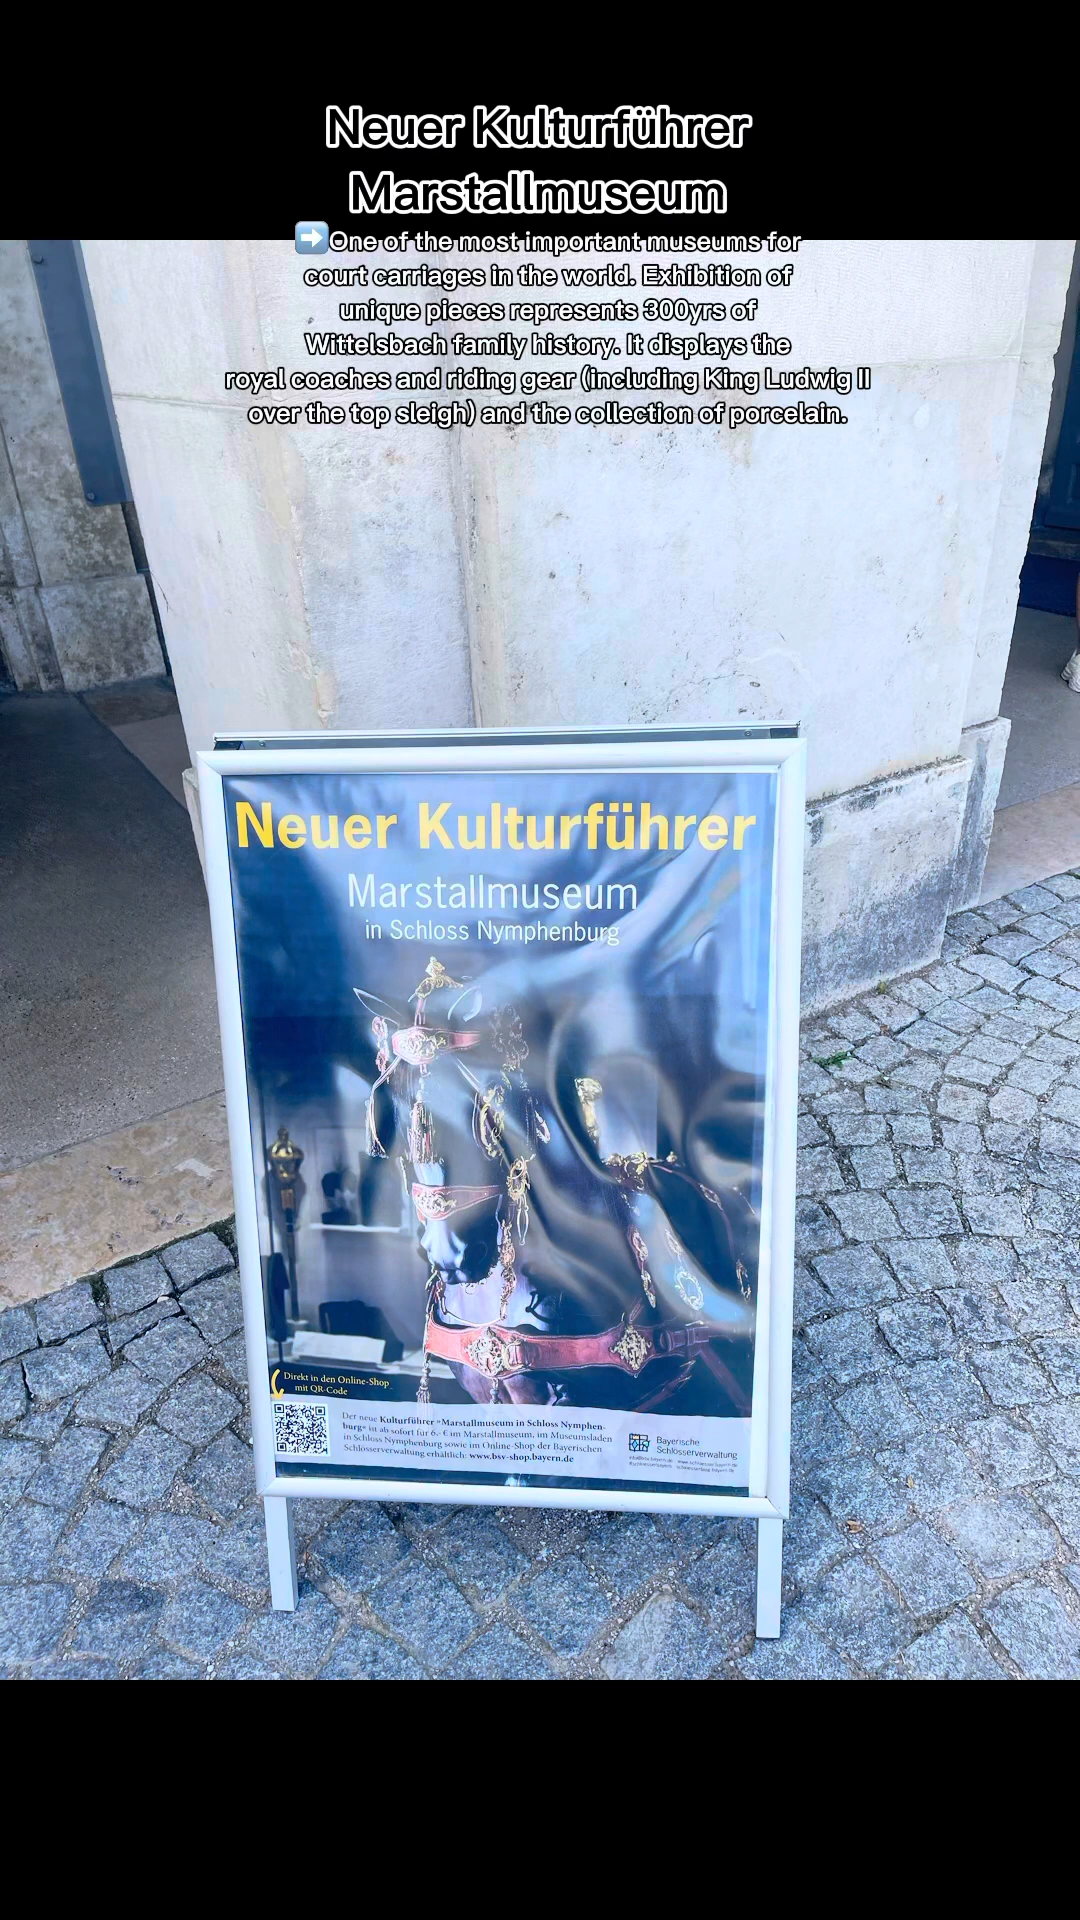 Neuer Kulturführer
Marstallmuseum
➡️One of the most important museums for
court carriages in the world. Exhibition of
unique pieces represents 300yrs of
Wittelsbach family history. It displays the
royal coaches and riding gear (including King Ludwig II
over the top sleigh) and the collection of porcelain.
Neuer Kulturführer
Marstallmuseum
in Schloss Nymphenburg
Direkt in den Online-Shop
mit QR-Code
Der neue Kulturführer »Marstallmuseum in Schloss Nymphen-
burg« ist ab sofort für 6,- € im Marstallmuseum, im Museumsladen
in Schloss Nymphenburg sowie im Online-Shop der Bayerischen
Schlösserverwaltung erhältlich: www.bsv-shop.bayern.de
Bayerische
Schlösserverwaltung